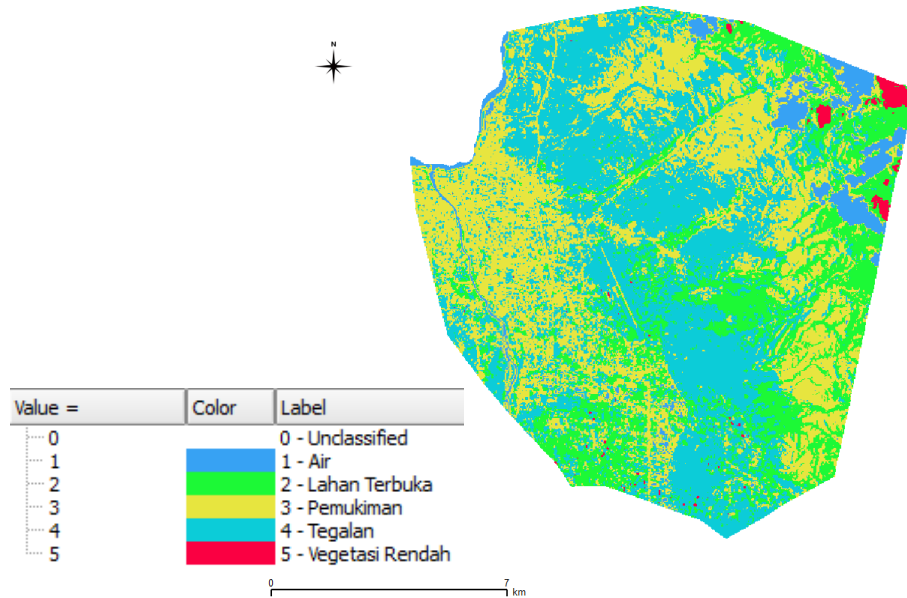 N
Value = Color Label
0 0 - Unclassified
1 1 - Air
2 2 - Lahan Terbuka
3 3 - Pemukiman
4 4 - Tegalan
5 5 - Vegetasi Rendah
0 7
km